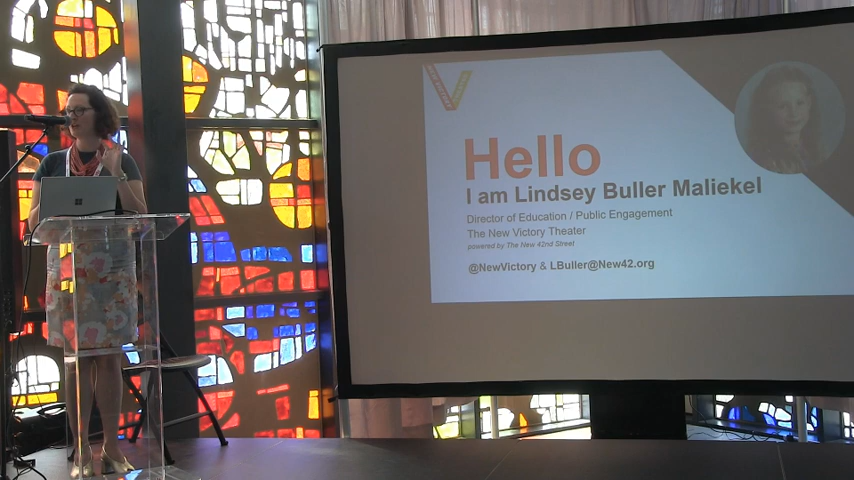 Hello
I am Lindsey Buller Maliekel
Director of Education / Public Engagement
The New Victory Theater
powered by The New 42nd Street
@NewVictory & LBuller@New42.org